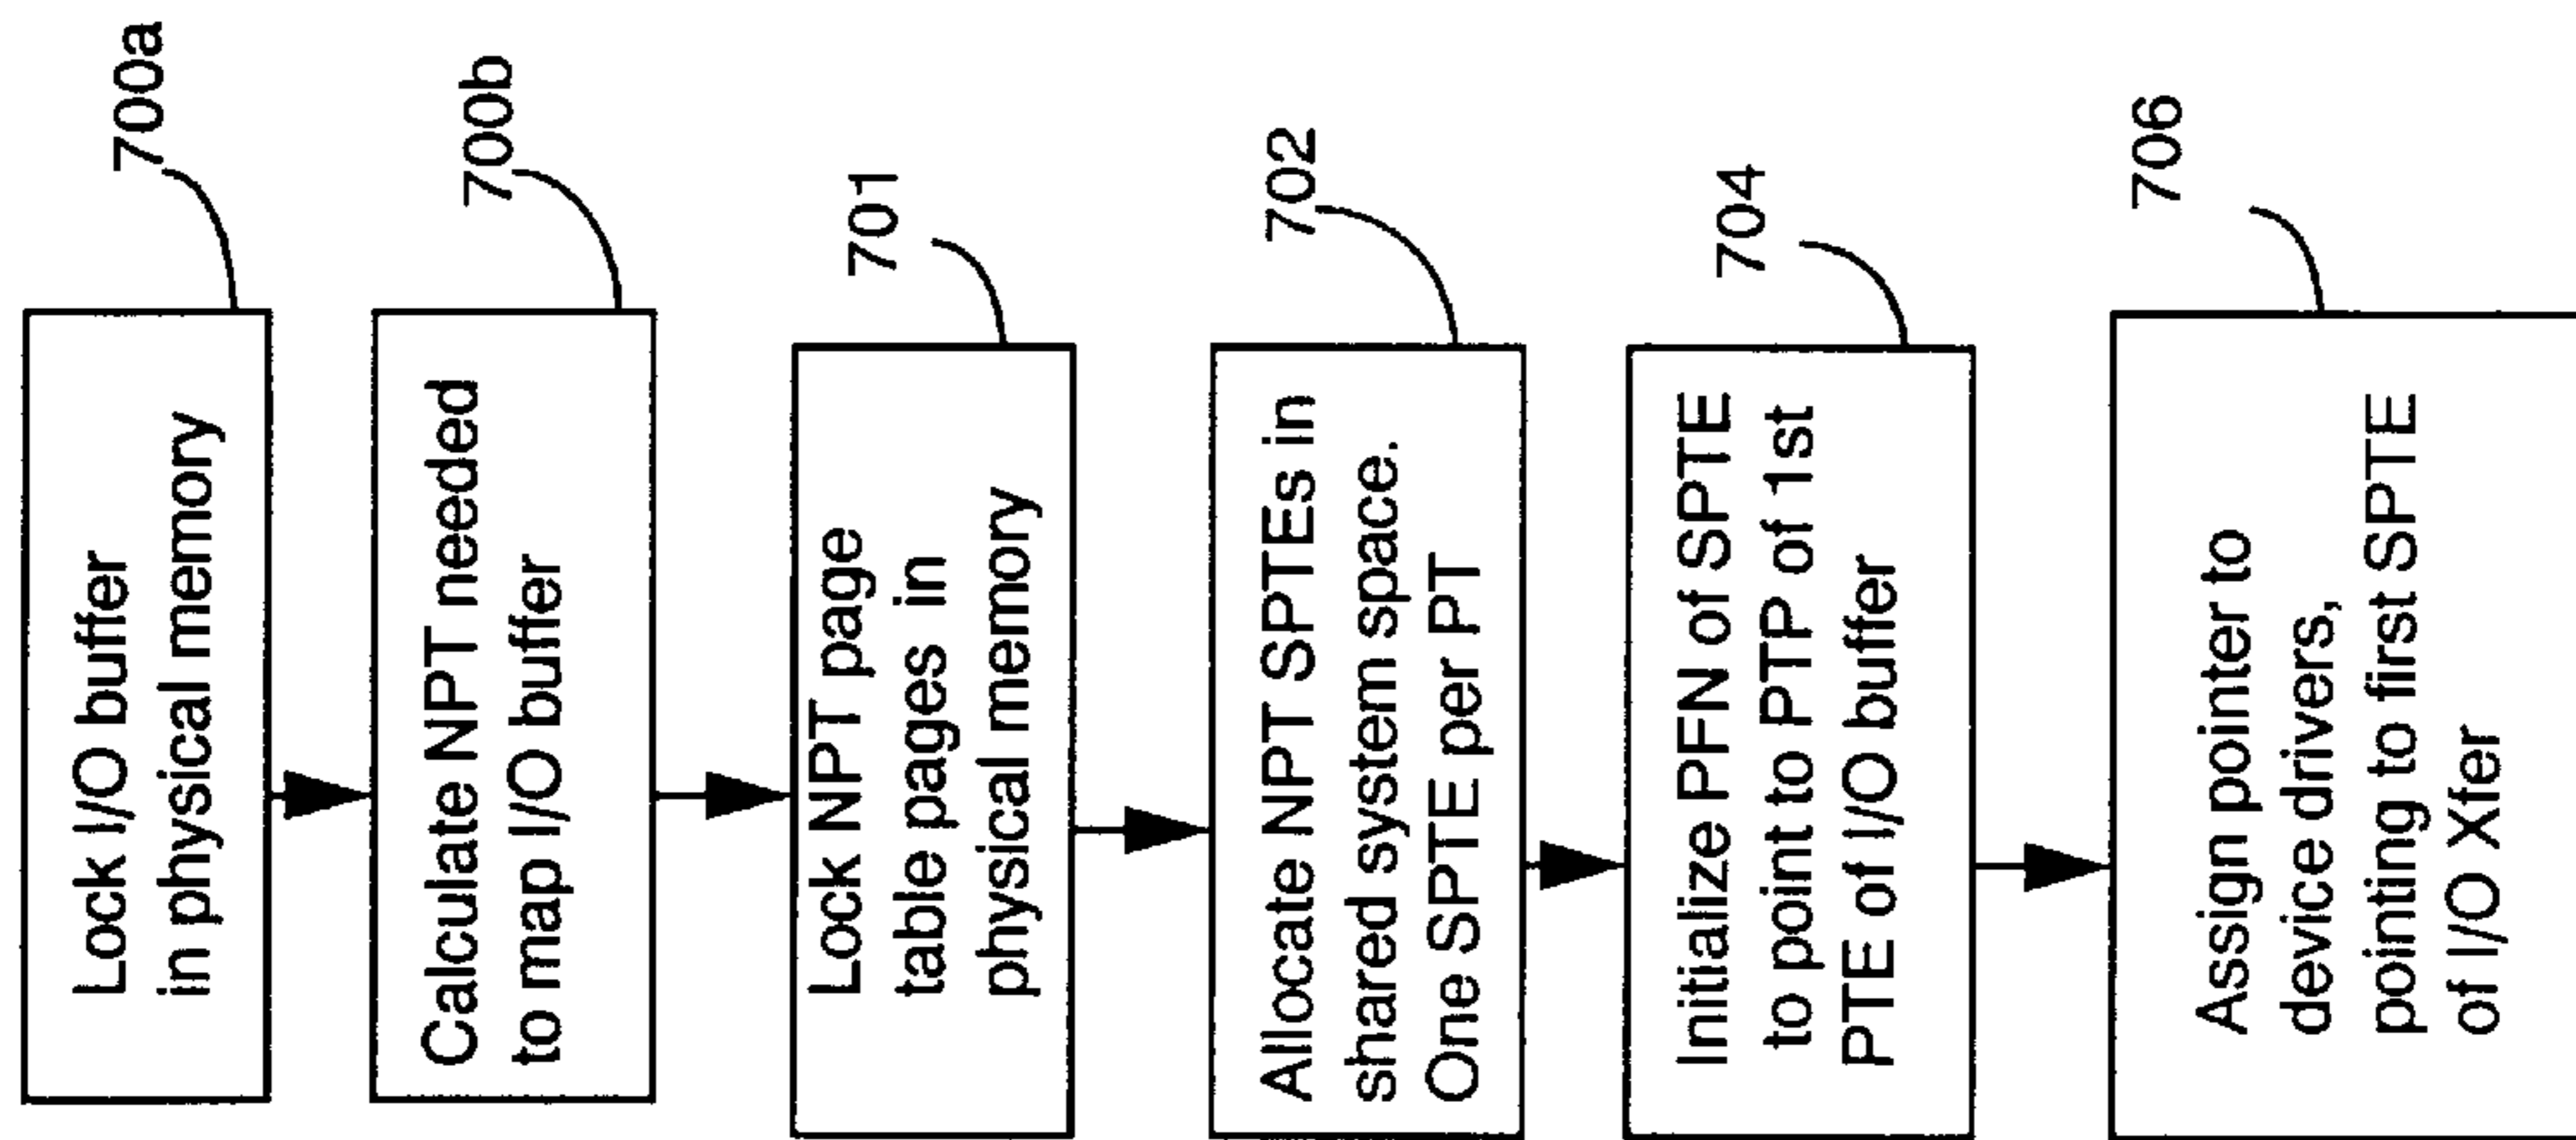 Lock I/O buffer
in physical memory
700a
Calculate NPT needed
to map I/O buffer
700b
Lock NPT page
table pages in
physical memory
701
Allocate NPT SPTEs in
shared system space.
One SPTE per PT
702
Initialize PFN of SPTE
to point to PTP of 1st
PTE of I/O buffer
704
Assign pointer to
device drivers,
pointing to first SPTE
of I/O Xfer
706